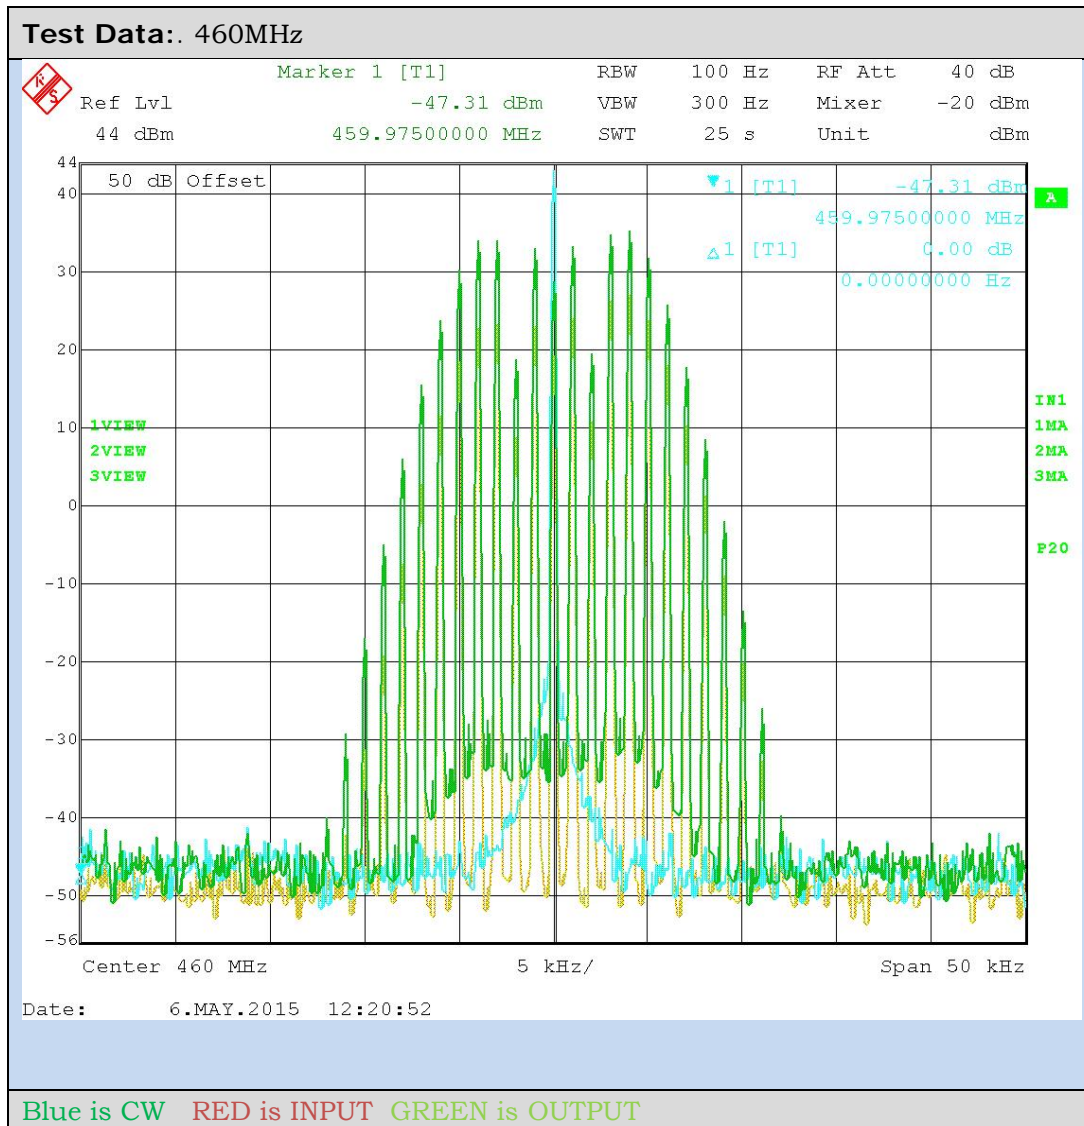 Test Data:. 460MHz
Marker 1 [T1] RBW 100 Hz RF Att 40 dB
Ref Lvl -47.31 dBm VBW 300 Hz Mixer -20 dBm
44 dBm 459.97500000 MHz SWT 25 s Unit dBm
R S
44
50 dB Offset
1 [T1] -47.31 dBm
459.97500000 MHz
1 [T1] 0.00 dB
0.00000000 Hz
A
40
30
20
10
0
-10
-20
-30
-40
-50
-56
1VIEW
2VIEW
3VIEW
IN1
1MA
2MA
3MA
P20
Center 460 MHz 5 kHz/ Span 50 kHz
Date: 6.MAY.2015 12:20:52
Blue is CW RED is INPUT GREEN is OUTPUT